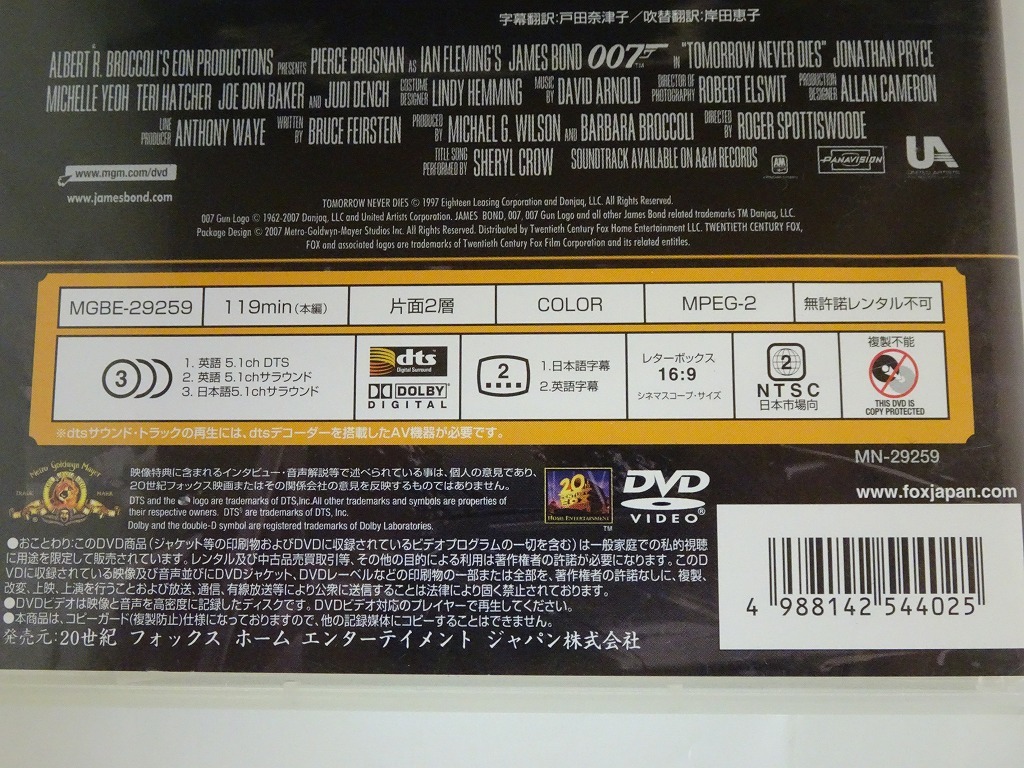 字幕翻訳:戸田奈津子/吹替翻訳:岸田恵子
ALBERT R. BROCCOLI'S EON PRODUCTIONS PRESENTS PIERCE BROSNAN AS IAN FLEMING'S JAMES BOND 007 IN "TOMORROW NEVER DIES" JONATHAN PRYCE
MICHELLE YEOH TERI HATCHER JOE DON BAKER AND JUDI DENCH COSTUME DESIGNER LINDY HEMMING MUSIC BY DAVID ARNOLD DIRECTOR OF PHOTOGRAPHY ROBERT ELSWIT PRODUCTION DESIGNER ALLAN CAMERON
LINE PRODUCER ANTHONY WAYE WRITTEN BY BRUCE FEIRSTEIN PRODUCED BY MICHAEL G. WILSON AND BARBARA BROCCOLI DIRECTED BY ROGER SPOTTISWOODE
TITLE SONG PERFORMED BY SHERYL CROW SOUNDTRACK AVAILABLE ON A&M RECORDS A&M PANAVISION UA UNITED ARTISTS
www.mgm.com/dvd
www.jamesbond.com
TOMORROW NEVER DIES © 1997 Eighteen Leasing Corporation and Danjaq, LLC. All Rights Reserved.
007 Gun Logo © 1962-2007 Danjaq, LLC and United Artists Corporation. JAMES BOND, 007, 007 Gun Logo and all other James Bond related trademarks TM Danjaq, LLC.
Package Design © 2007 Metro-Goldwyn-Mayer Studios Inc. All Rights Reserved. Distributed by Twentieth Century Fox Home Entertainment LLC. TWENTIETH CENTURY FOX,
FOX and associated logos are trademarks of Twentieth Century Fox Film Corporation and its related entities.
MGBE-29259 119min(本編) 片面2層 COLOR MPEG-2 無許諾レンタル不可
3 1. 英語 5.1ch DTS
2. 英語 5.1chサラウンド
3. 日本語5.1chサラウンド
dts Digital Surround
DOLBY DIGITAL
2 1.日本語字幕
2.英語字幕
レターボックス
16:9
シネマスコープ・サイズ
2
NTSC
日本市場向
複製不能
THIS DVD IS COPY PROTECTED
※dtsサウンド・トラックの再生には、dtsデコーダーを搭載したAV機器が必要です。
MN-29259
Metro Goldwyn Mayer
TRADE MARK
映像特典に含まれるインタビュー・音声解説等で述べられている事は、個人の意見であり、
20世紀フォックス映画またはその関係会社の意見を反映するものではありません。
DTS and the logo are trademarks of DTS,Inc.All other trademarks and symbols are properties of
their respective owners. DTS® are trademarks of DTS, Inc.
Dolby and the double-D symbol are registered trademarks of Dolby Laboratories.
20th CENTURY FOX
HOME ENTERTAINMENT
TM
DVD
VIDEO®
www.foxjapan.com
●おことわり:このDVD商品(ジャケット等の印刷物およびDVDに収録されているビデオプログラムの一切を含む)は一般家庭での私的視聴
に用途を限定して販売されています。レンタル及び中古品売買取引等、その他の目的による利用は著作権者の許諾が必要になります。このD
VDに収録されている映像及び音声並びにDVDジャケット、DVDレーベルなどの印刷物の一部または全部を、著作権者の許諾なしに、複製、
改変、上映、上演を行うことおよび放送、通信、有線放送等により公衆に送信することは法律により固く禁止されております。
●DVDビデオは映像と音声を高密度に記録したディスクです。DVDビデオ対応のプレイヤーで再生してください。
●本商品は、コピーガード(複製防止)仕様になっておりますので、他の記録媒体にコピーすることはできません。
発売元:20世紀 フォックス ホーム エンターテイメント ジャパン株式会社
4 988142 544025